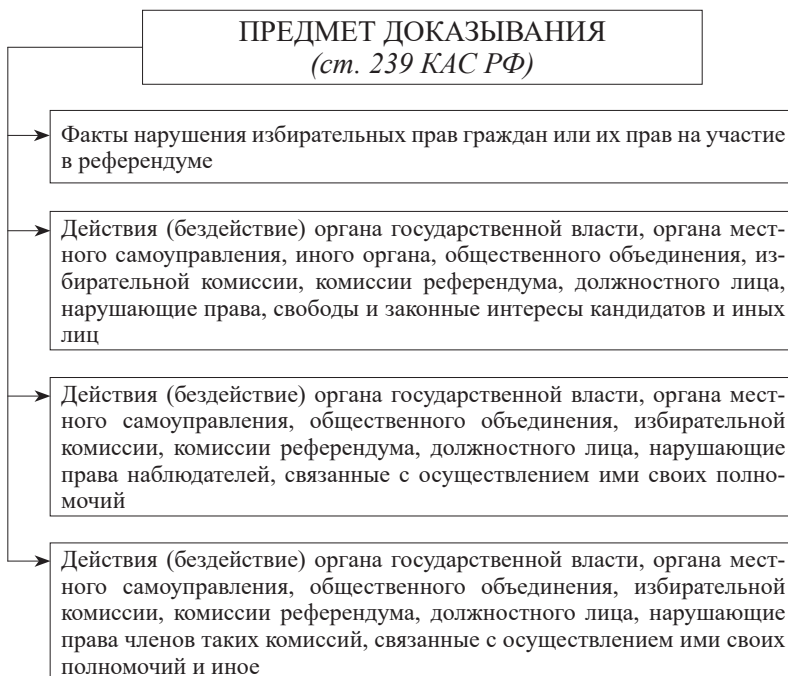 ПРЕДМЕТ ДОКАЗЫВАНИЯ
(ст. 239 КАС РФ)
Факты нарушения избирательных прав граждан или их прав на участие
в референдуме
Действия (бездействие) органа государственной власти, органа мест-
ного самоуправления, иного органа, общественного объединения, из-
бирательной комиссии, комиссии референдума, должностного лица,
нарушающие права, свободы и законные интересы кандидатов и иных
лиц
Действия (бездействие) органа государственной власти, органа мест-
ного самоуправления, общественного объединения, избирательной
комиссии, комиссии референдума, должностного лица, нарушающие
права наблюдателей, связанные с осуществлением ими своих полно-
мочий
Действия (бездействие) органа государственной власти, органа мест-
ного самоуправления, общественного объединения, избирательной
комиссии, комиссии референдума, должностного лица, нарушающие
права членов таких комиссий, связанные с осуществлением ими своих
полномочий и иное